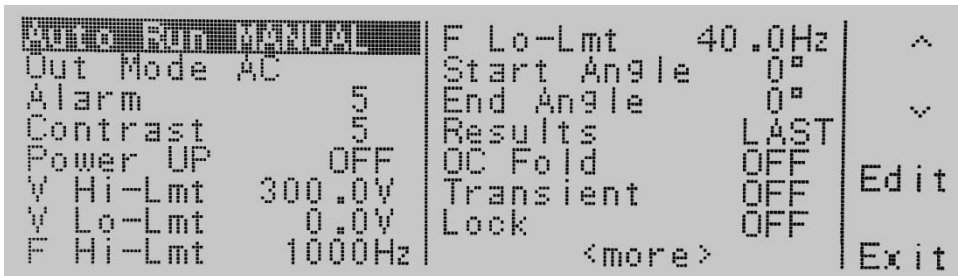 Auto Run MANUAL
Out Mode AC
Alarm 5
Contrast 5
Power UP OFF
V Hi-Lmt 300.0V
V Lo-Lmt 0.0V
F Hi-Lmt 1000Hz
F Lo-Lmt 40.0Hz
Start Angle 0°
End Angle 0°
Results LAST
OC Fold OFF
Transient OFF
Lock OFF
<more>
^
v
Edit
Exit